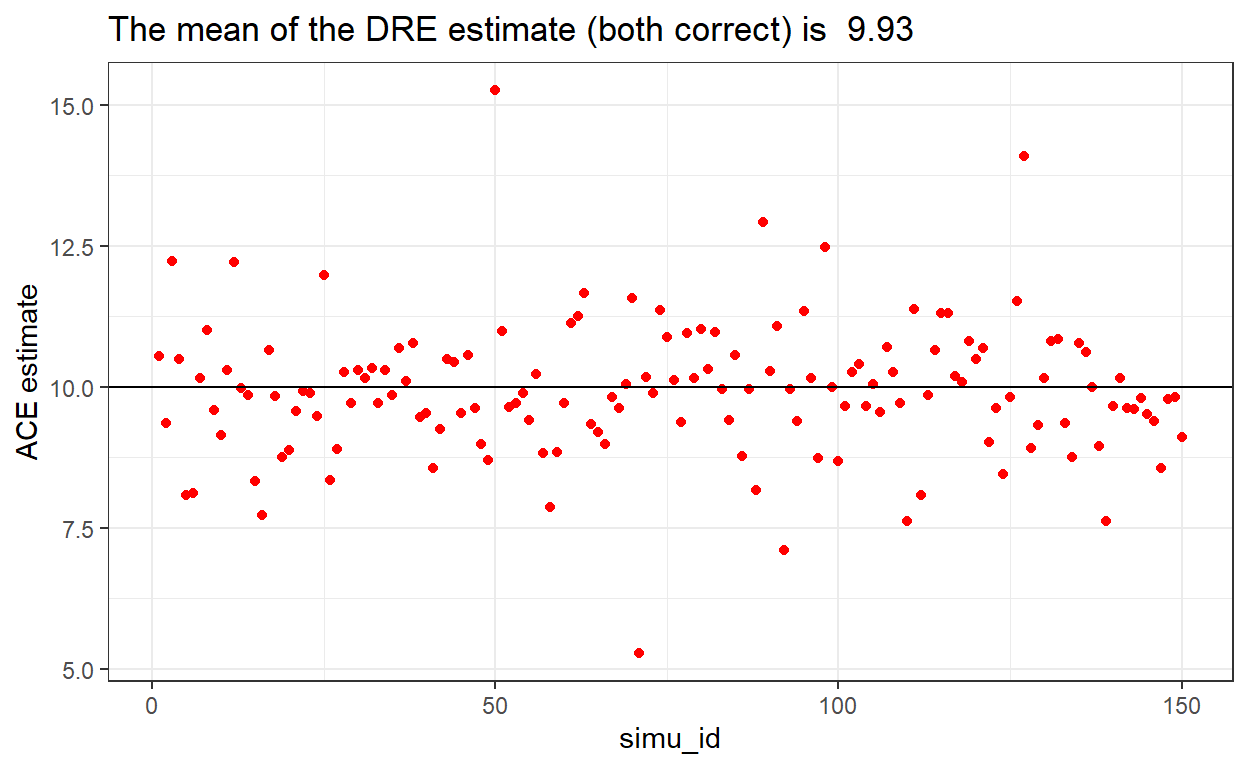 The mean of the DRE estimate (both correct) is  9.93
15.0
12.5
10.0
7.5
5.0
ACE estimate
0 50 100 150
simu_id